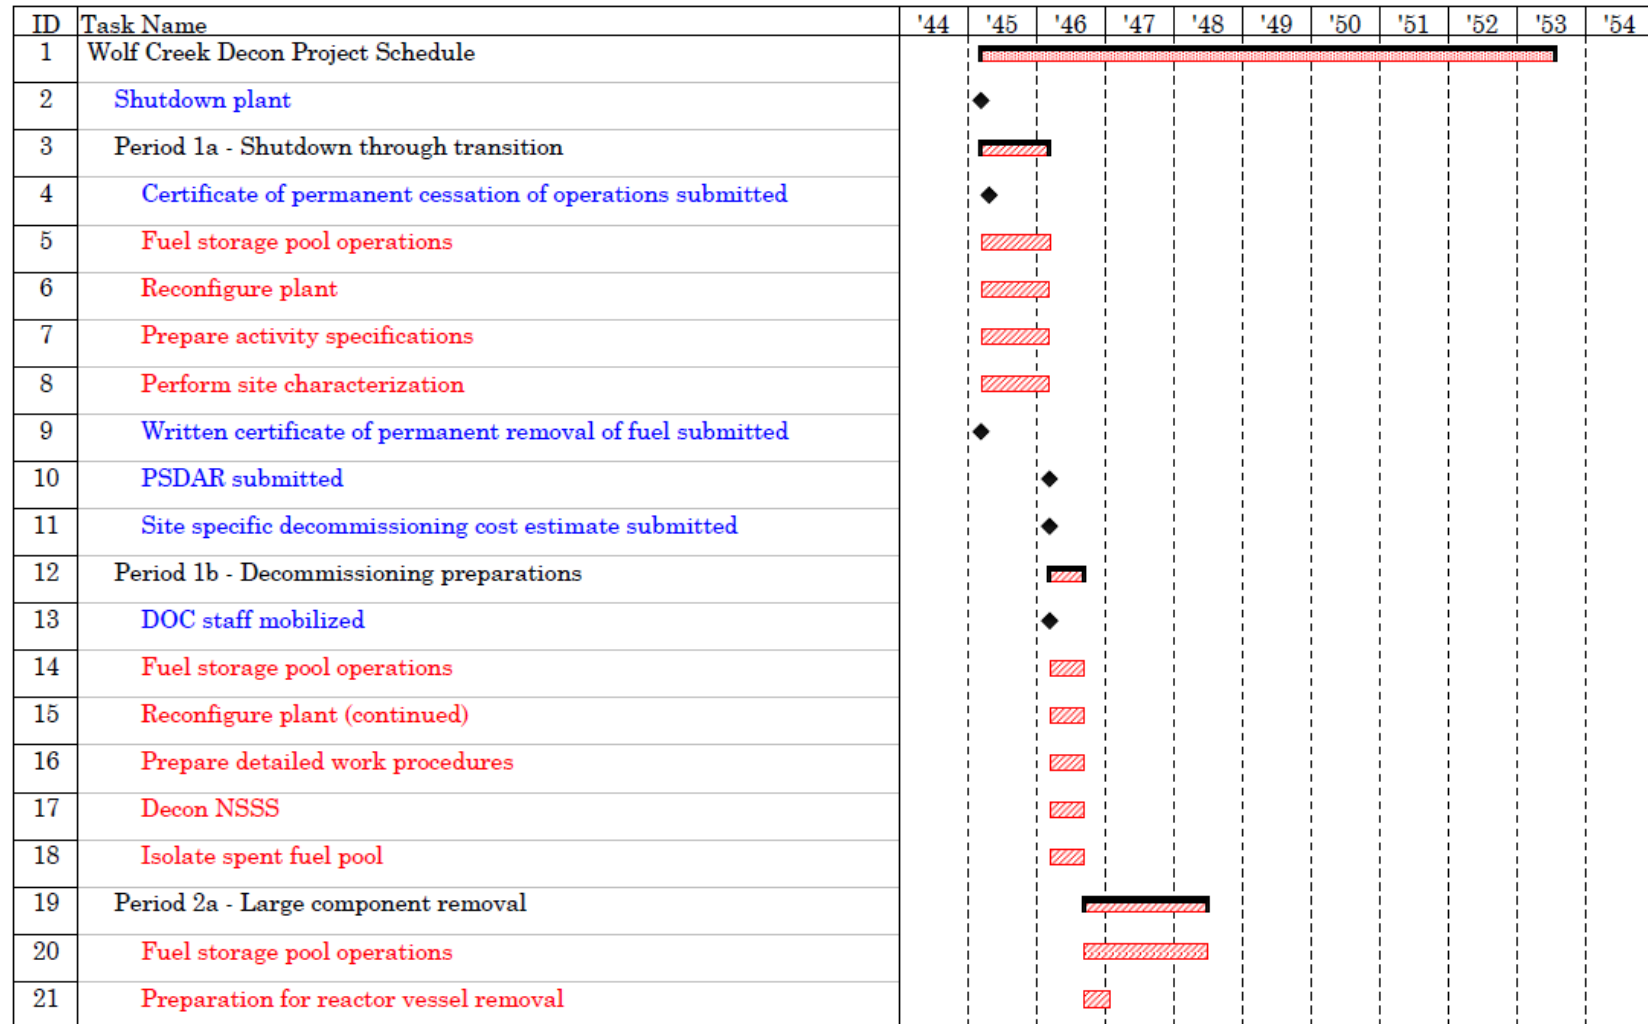 ID Task Name '44 '45 '46 '47 '48 '49 '50 '51 '52 '53 '54
1 Wolf Creek Decon Project Schedule
2 Shutdown plant
3 Period 1a - Shutdown through transition
4 Certificate of permanent cessation of operations submitted
5 Fuel storage pool operations
6 Reconfigure plant
7 Prepare activity specifications
8 Perform site characterization
9 Written certificate of permanent removal of fuel submitted
10 PSDAR submitted
11 Site specific decommissioning cost estimate submitted
12 Period 1b - Decommissioning preparations
13 DOC staff mobilized
14 Fuel storage pool operations
15 Reconfigure plant (continued)
16 Prepare detailed work procedures
17 Decon NSSS
18 Isolate spent fuel pool
19 Period 2a - Large component removal
20 Fuel storage pool operations
21 Preparation for reactor vessel removal